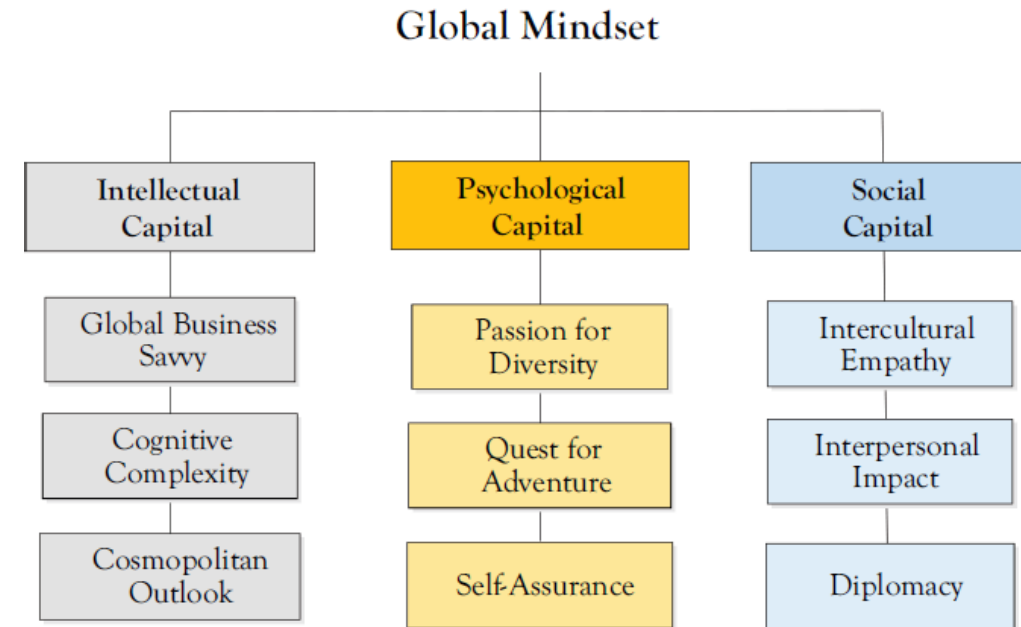 Global Mindset
Intellectual
Capital
Psychological
Capital
Social
Capital
Global Business
Savvy
Passion for
Diversity
Intercultural
Empathy
Cognitive
Complexity
Quest for
Adventure
Interpersonal
Impact
Cosmopolitan
Outlook
Self-Assurance
Diplomacy